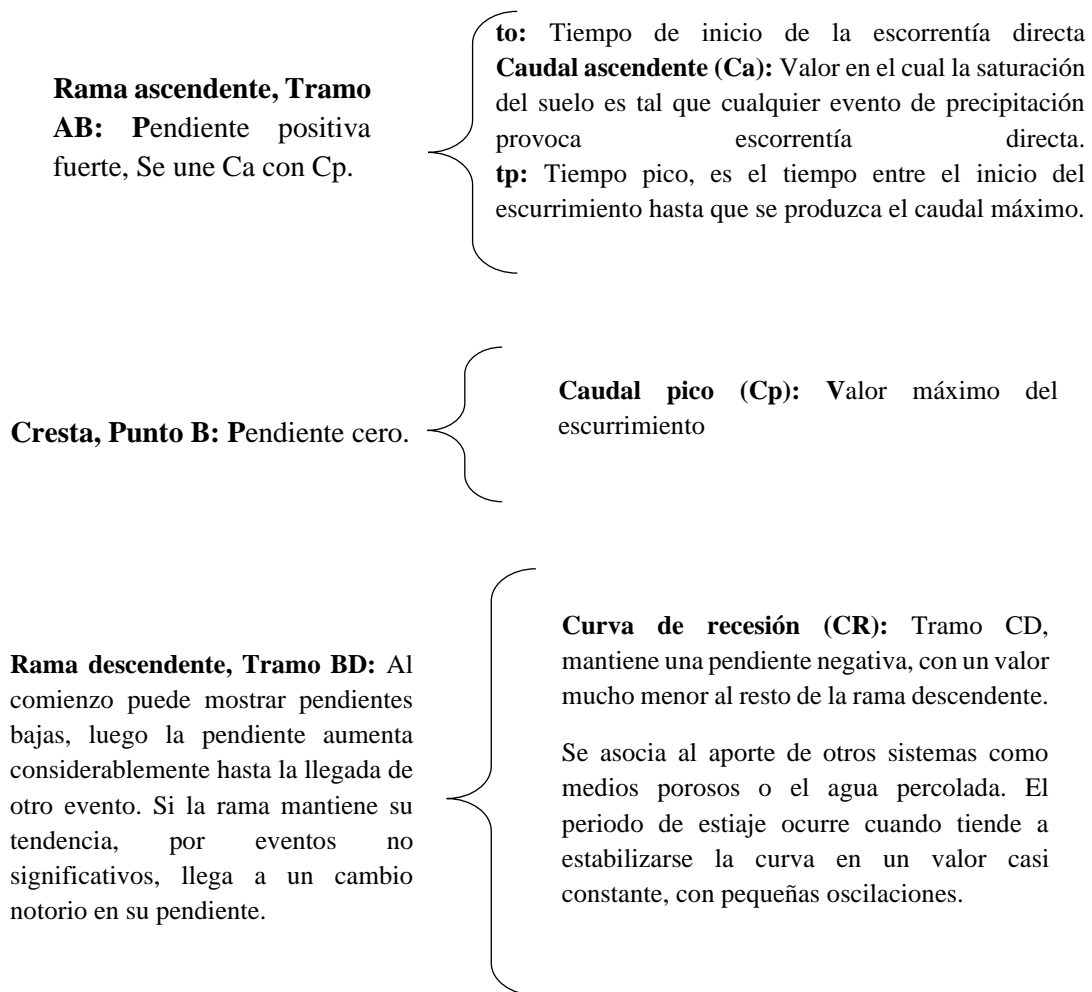 Rama ascendente, Tramo
AB: Pendiente positiva
fuerte, Se une Ca con Cp.
to: Tiempo de inicio de la escorrentía directa
Caudal ascendente (Ca): Valor en el cual la saturación
del suelo es tal que cualquier evento de precipitación
provoca escorrentía directa.
tp: Tiempo pico, es el tiempo entre el inicio del
escurrimiento hasta que se produzca el caudal máximo.
Cresta, Punto B: Pendiente cero.
Caudal pico (Cp): Valor máximo del
escurrimiento
Rama descendente, Tramo BD: Al
comienzo puede mostrar pendientes
bajas, luego la pendiente aumenta
considerablemente hasta la llegada de
otro evento. Si la rama mantiene su
tendencia, por eventos no
significativos, llega a un cambio
notorio en su pendiente.
Curva de recesión (CR): Tramo CD,
mantiene una pendiente negativa, con un valor
mucho menor al resto de la rama descendente.
Se asocia al aporte de otros sistemas como
medios porosos o el agua percolada. El
periodo de estiaje ocurre cuando tiende a
estabilizarse la curva en un valor casi
constante, con pequeñas oscilaciones.